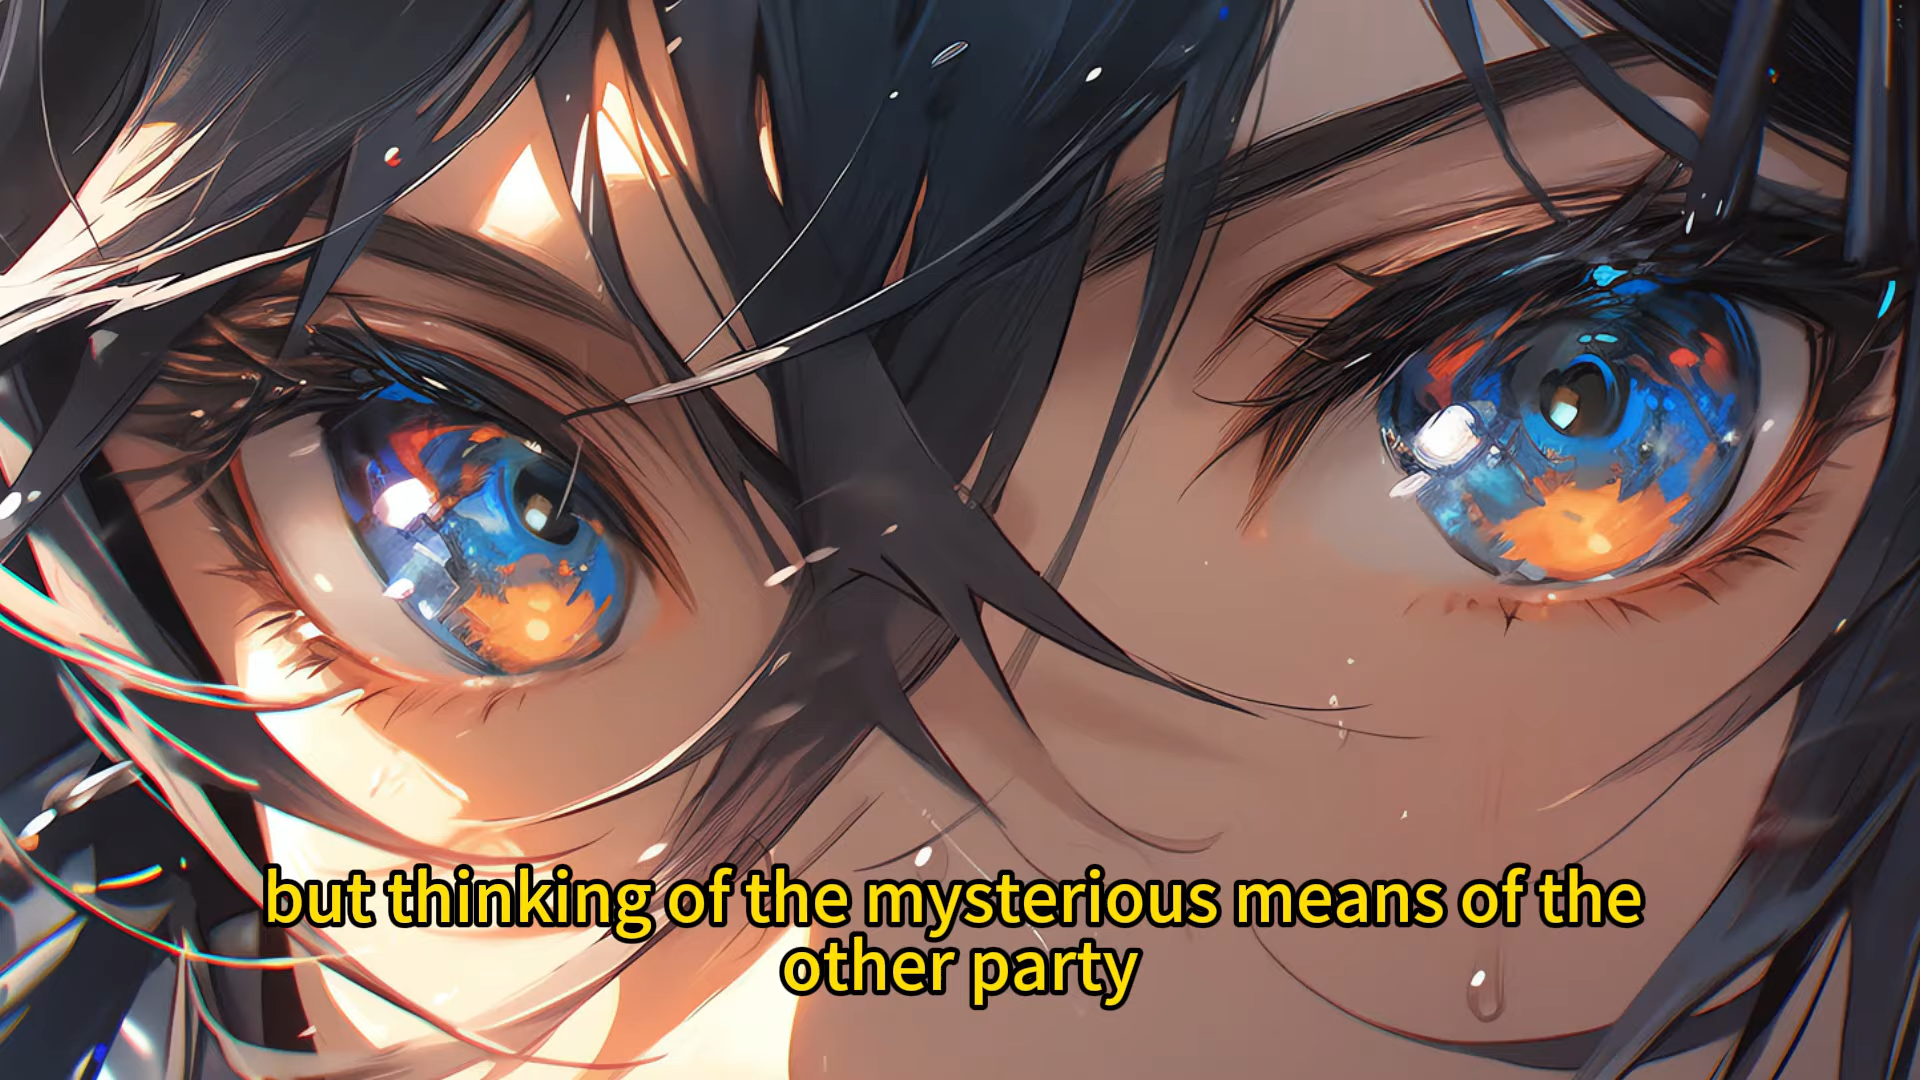 but thinking of the mysterious means of the
other party